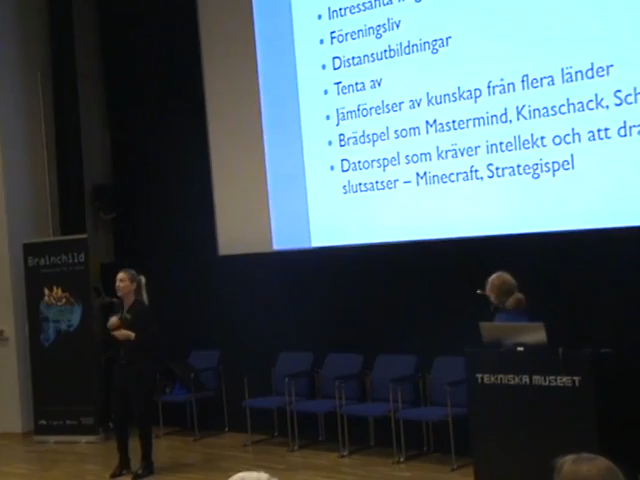 Intressanta
Föreningsliv
Distansutbildningar
Tenta av
Jämförelser av kunskap från flera länder
Brädspel som Mastermind, Kinaschack, Sch
Datorspel som kräver intellekt och att dra
slutsatser – Minecraft, Strategispel
Brainchild
TEKNISKA MUSEET